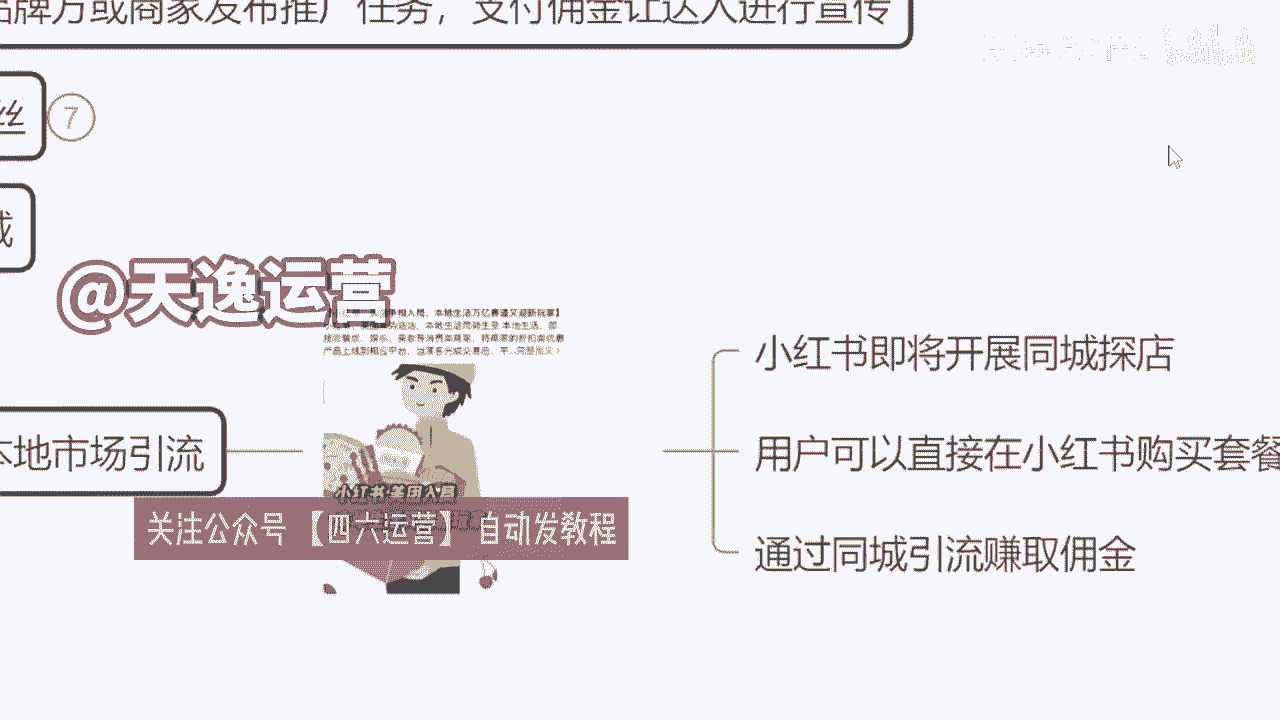 品牌方或商家发布推广任务，支付佣金让达人进行宣传
丝
7
成
@天逸运营
小红书即将开展同城探店
本地市场引流
用户可以直接在小红书购买套餐
小红书美团入局
关注公众号【四六运营】自动发教程
通过同城引流赚取佣金